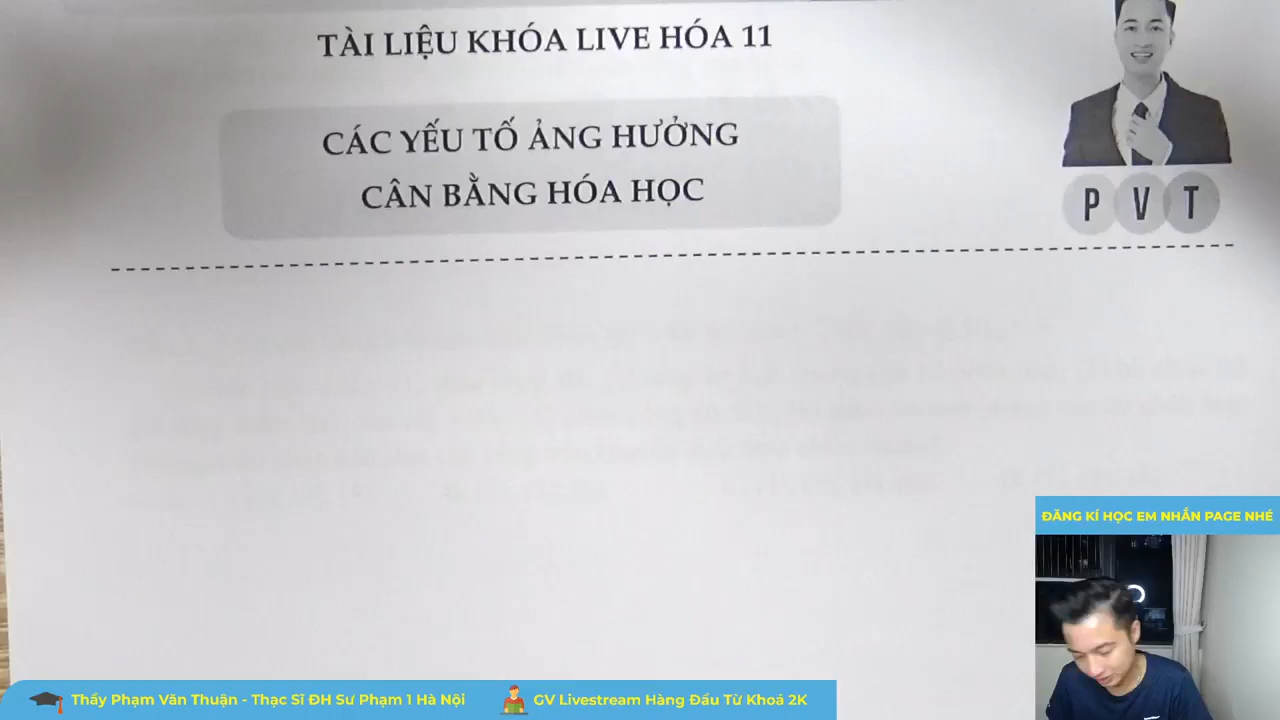 TÀI LIỆU KHÓA LIVE HÓA 11
CÁC YẾU TỐ ẢNG HƯỞNG
CÂN BẰNG HÓA HỌC
P V T
ĐĂNG KÍ HỌC EM NHẮN PAGE NHÉ
Thầy Phạm Văn Thuận - Thạc Sĩ ĐH Sư Phạm 1 Hà Nội
GV Livestream Hàng Đầu Từ Khoá 2K